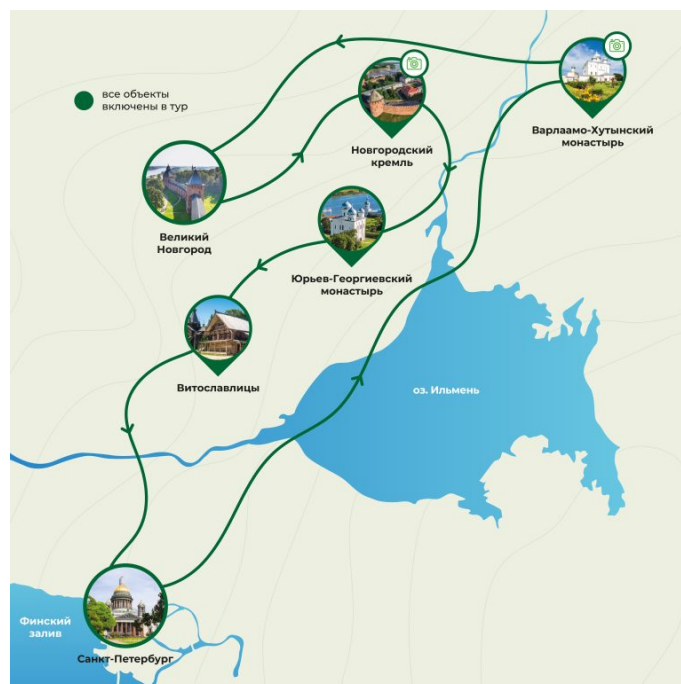 все объекты
включены в тур
Варлаамо-Хутынский
монастырь
Новгородский
кремль
Великий
Новгород
Юрьев-Георгиевский
монастырь
Витославлицы
оз. Ильмень
Финский
залив
Санкт-Петербург